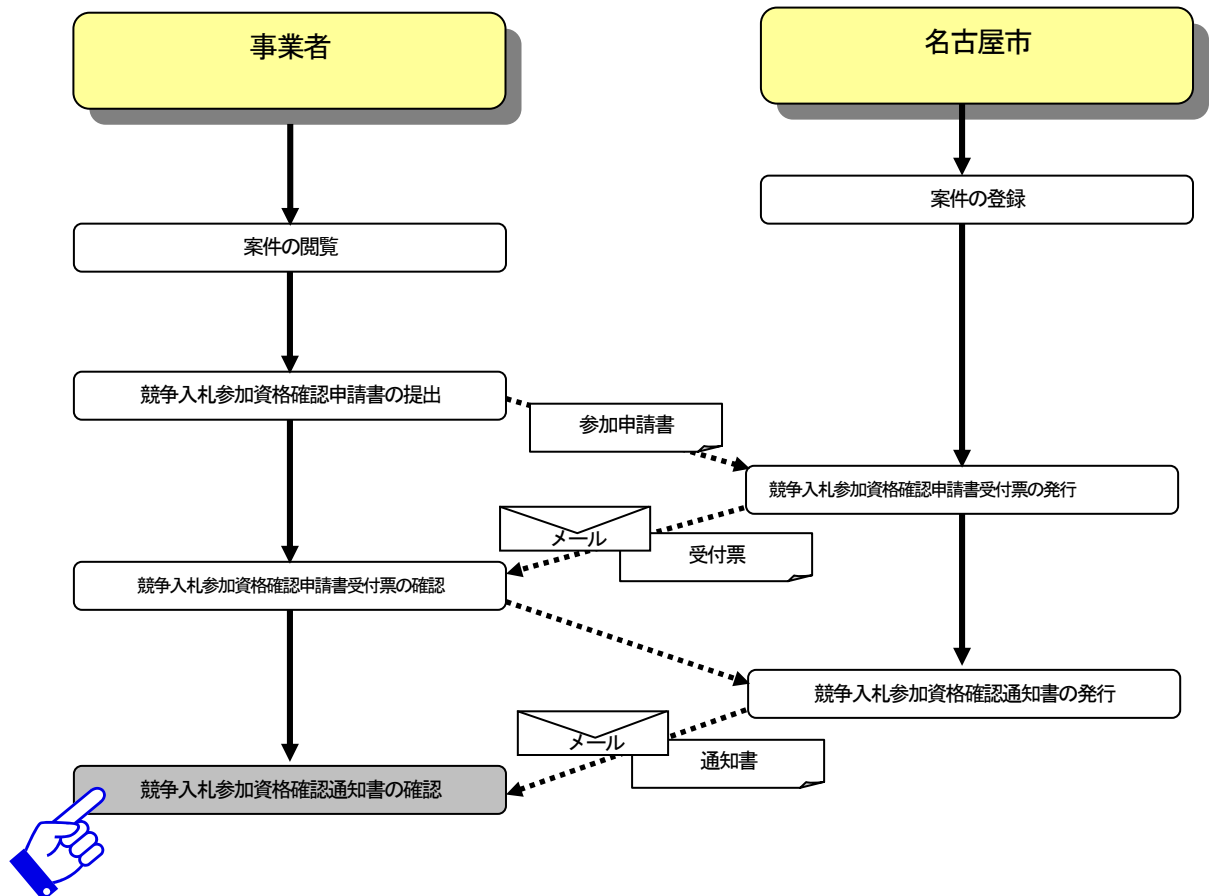 事業者
名古屋市
案件の登録
案件の閲覧
競争入札参加資格確認申請書の提出
参加申請書
競争入札参加資格確認申請書受付票の発行
メール
受付票
競争入札参加資格確認申請書受付票の確認
競争入札参加資格確認通知書の発行
メール
通知書
競争入札参加資格確認通知書の確認